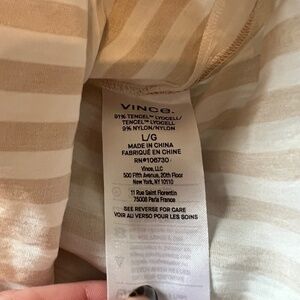 VINCE.
91% TENCEL™ LYOCELL/
TENCEL™ LYOCELL
9% NYLON/NYLON
L/G
MADE IN CHINA
FABRIQUÉ EN CHINE
RN#106730
Vince, LLC
500 Fifth Avenue, 20th Floor
New York, NY 10110
11 Rue Saint Florentin
75008 Paris France
SEE REVERSE FOR CARE
VOIR AU VERSO POUR LES SOINS